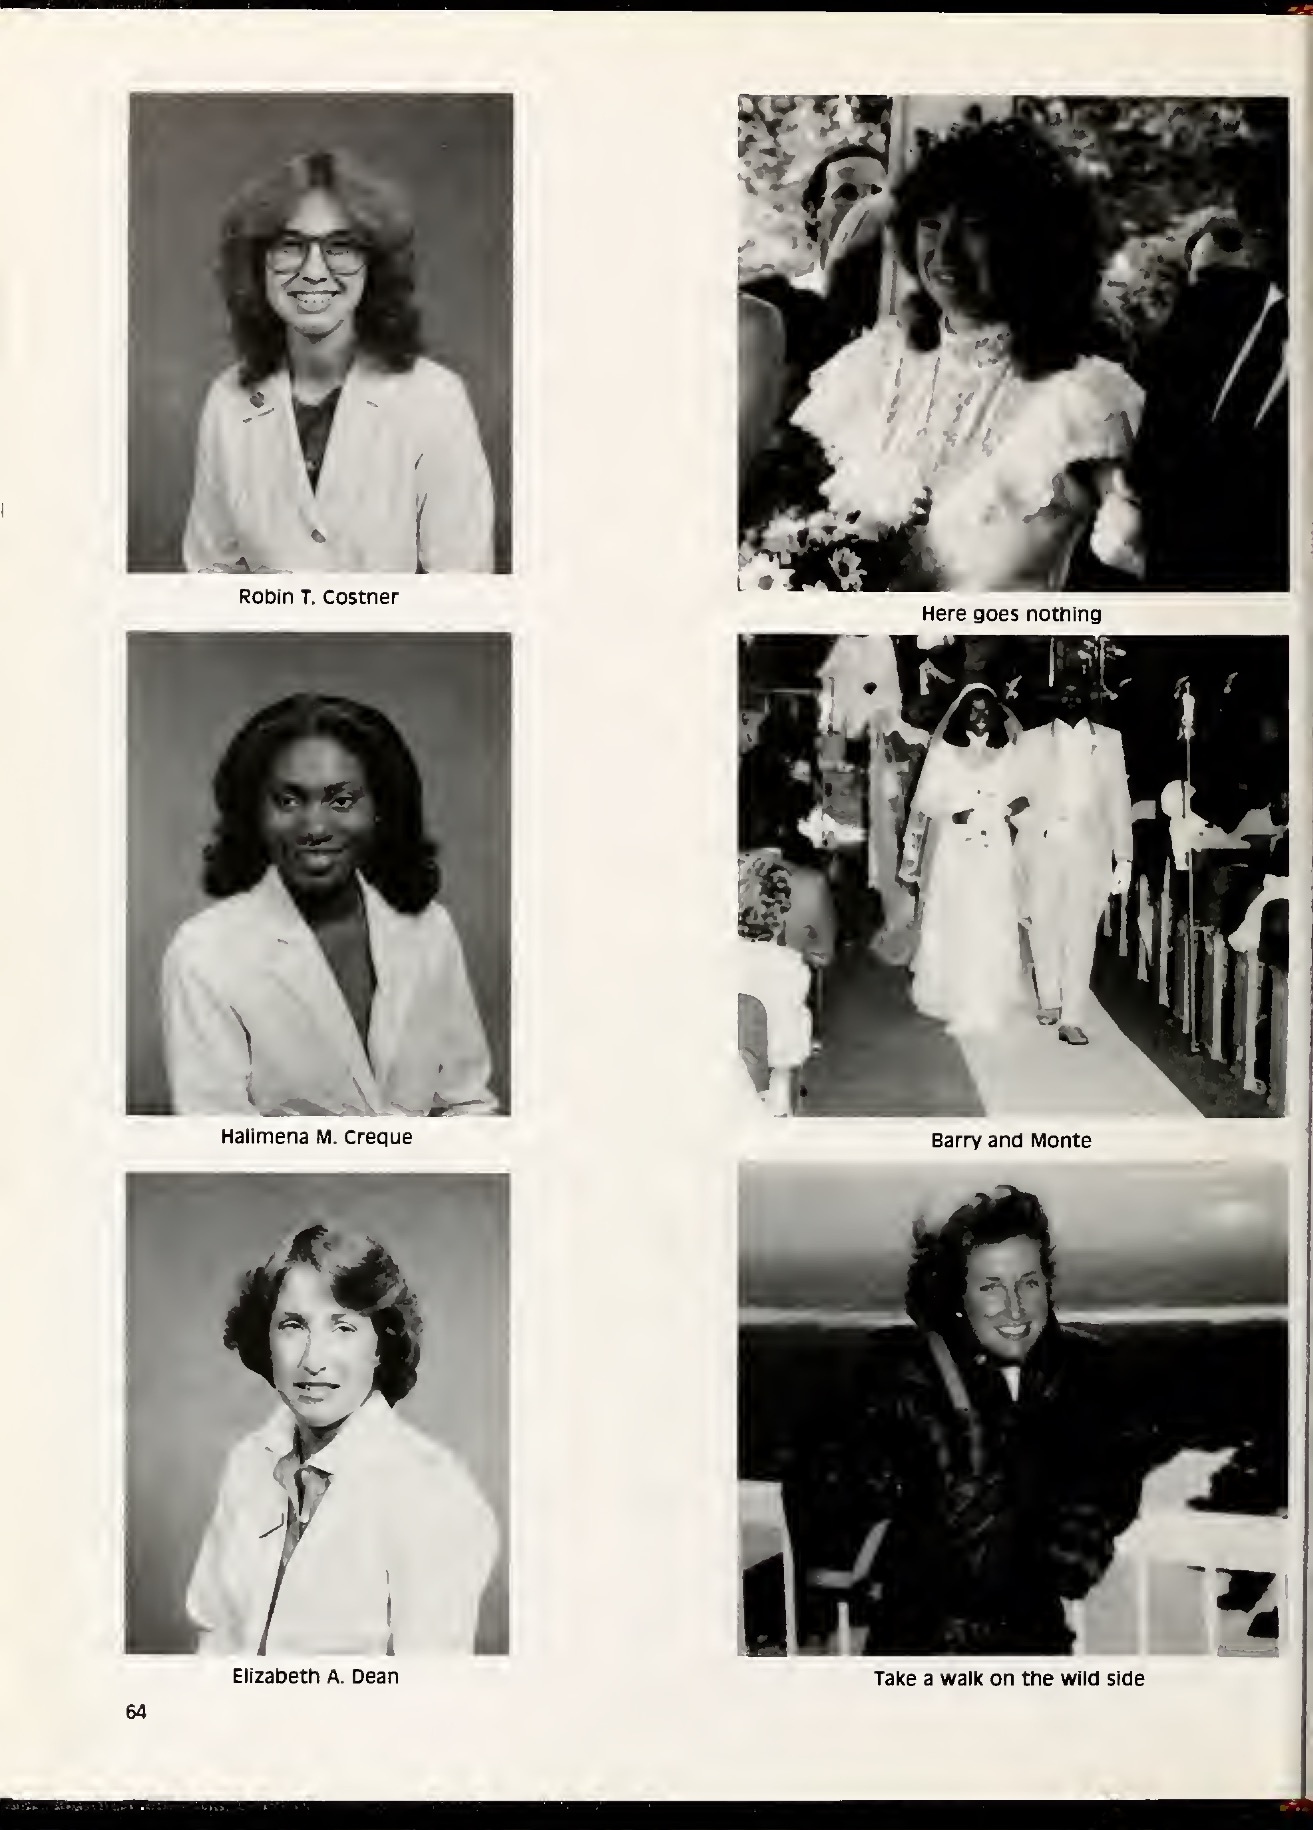 Robin T. Costner
Here goes nothing
Halimena M. Creque
Barry and Monte
Elizabeth A. Dean
Take a walk on the wild side
64